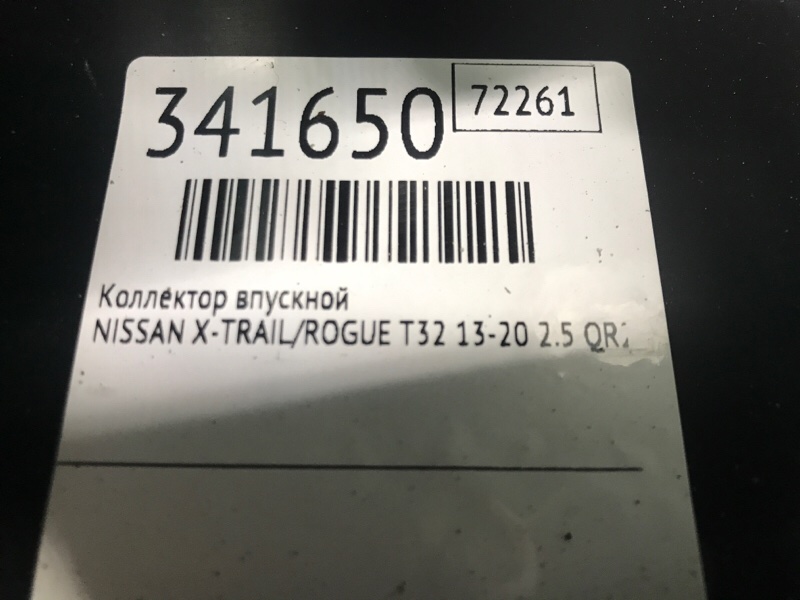 341650
72261
Коллектор впускной
NISSAN X-TRAIL/ROGUE T32 13-20 2.5